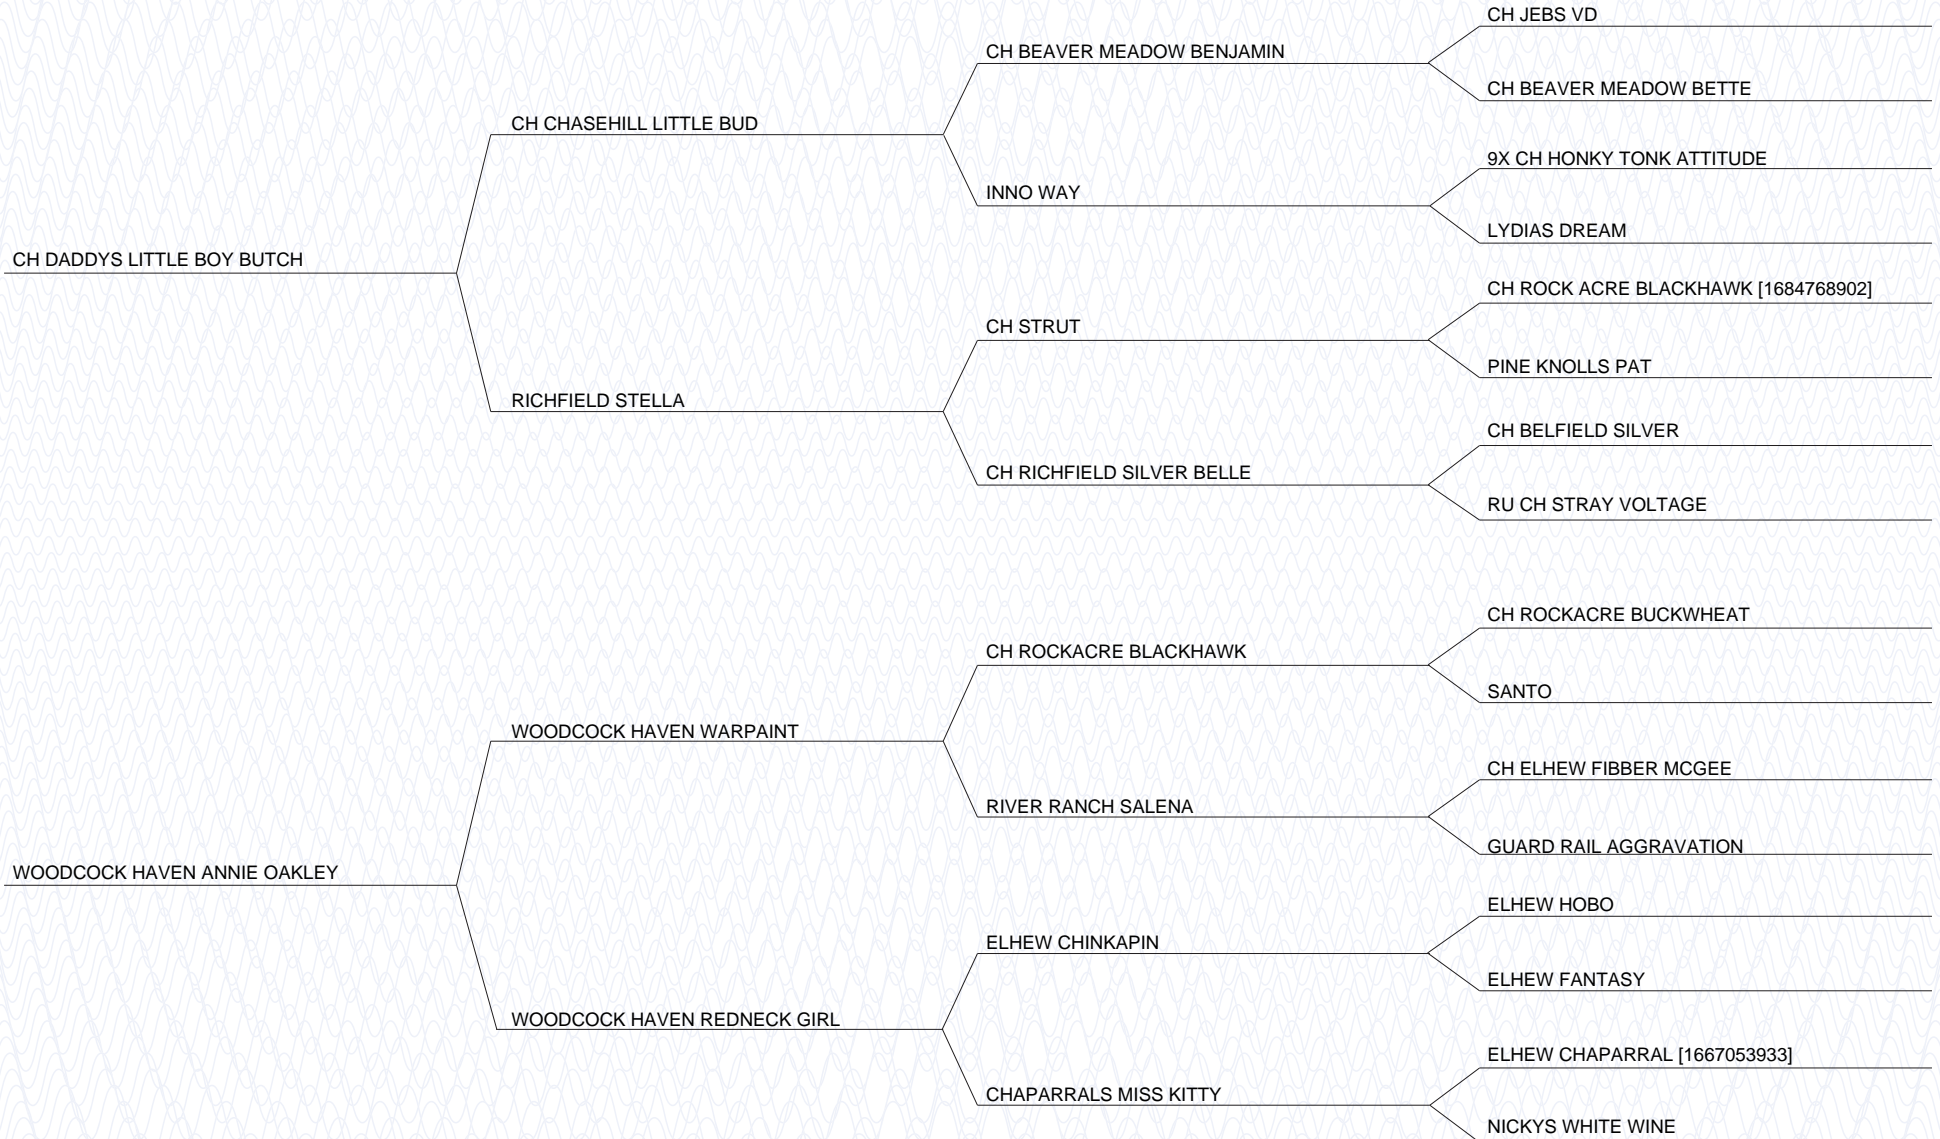 CH JEBS VD
CH BEAVER MEADOW BENJAMIN
CH BEAVER MEADOW BETTE
CH CHASEHILL LITTLE BUD
9X CH HONKY TONK ATTITUDE
INNO WAY
LYDIAS DREAM
CH DADDYS LITTLE BOY BUTCH
CH ROCK ACRE BLACKHAWK [1684768902]
CH STRUT
PINE KNOLLS PAT
RICHFIELD STELLA
CH BELFIELD SILVER
CH RICHFIELD SILVER BELLE
RU CH STRAY VOLTAGE
CH ROCKACRE BUCKWHEAT
CH ROCKACRE BLACKHAWK
SANTO
WOODCOCK HAVEN WARPAINT
CH ELHEW FIBBER MCGEE
RIVER RANCH SALENA
GUARD RAIL AGGRAVATION
WOODCOCK HAVEN ANNIE OAKLEY
ELHEW HOBO
ELHEW CHINKAPIN
ELHEW FANTASY
WOODCOCK HAVEN REDNECK GIRL
ELHEW CHAPARRAL [1667053933]
CHAPARRALS MISS KITTY
NICKYS WHITE WINE